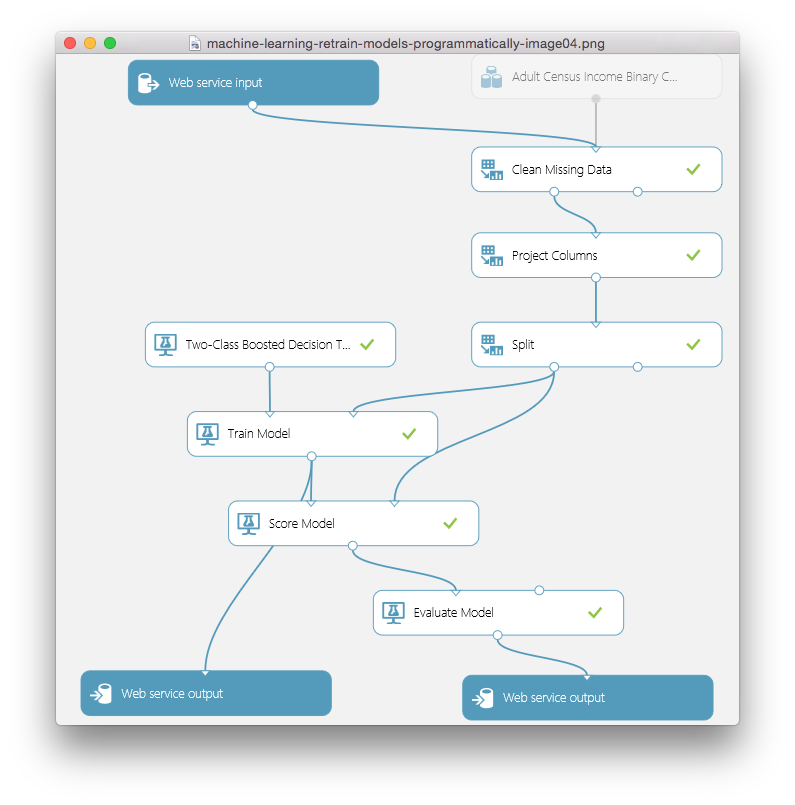 machine-learning-retrain-models-programmatically-image04.png
Web service input
Adult Census Income Binary C...
Clean Missing Data
Project Columns
Two-Class Boosted Decision T...
Split
Train Model
Score Model
Evaluate Model
Web service output
Web service output